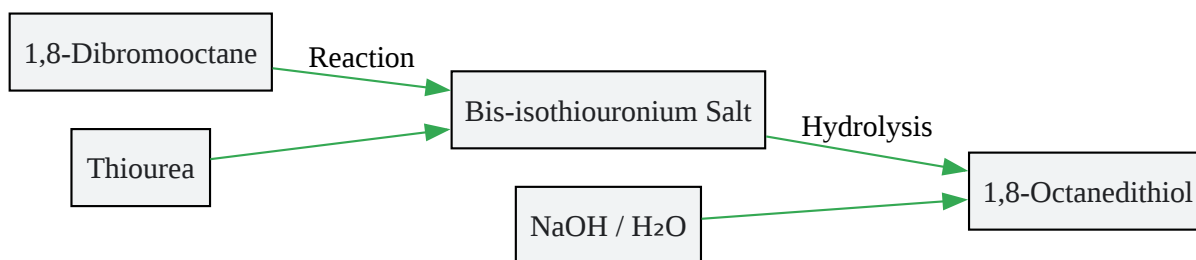 1,8-Dibromooctane
Reaction
Thiourea
Bis-isothiouronium Salt
Hydrolysis
NaOH / H₂O
1,8-Octanedithiol